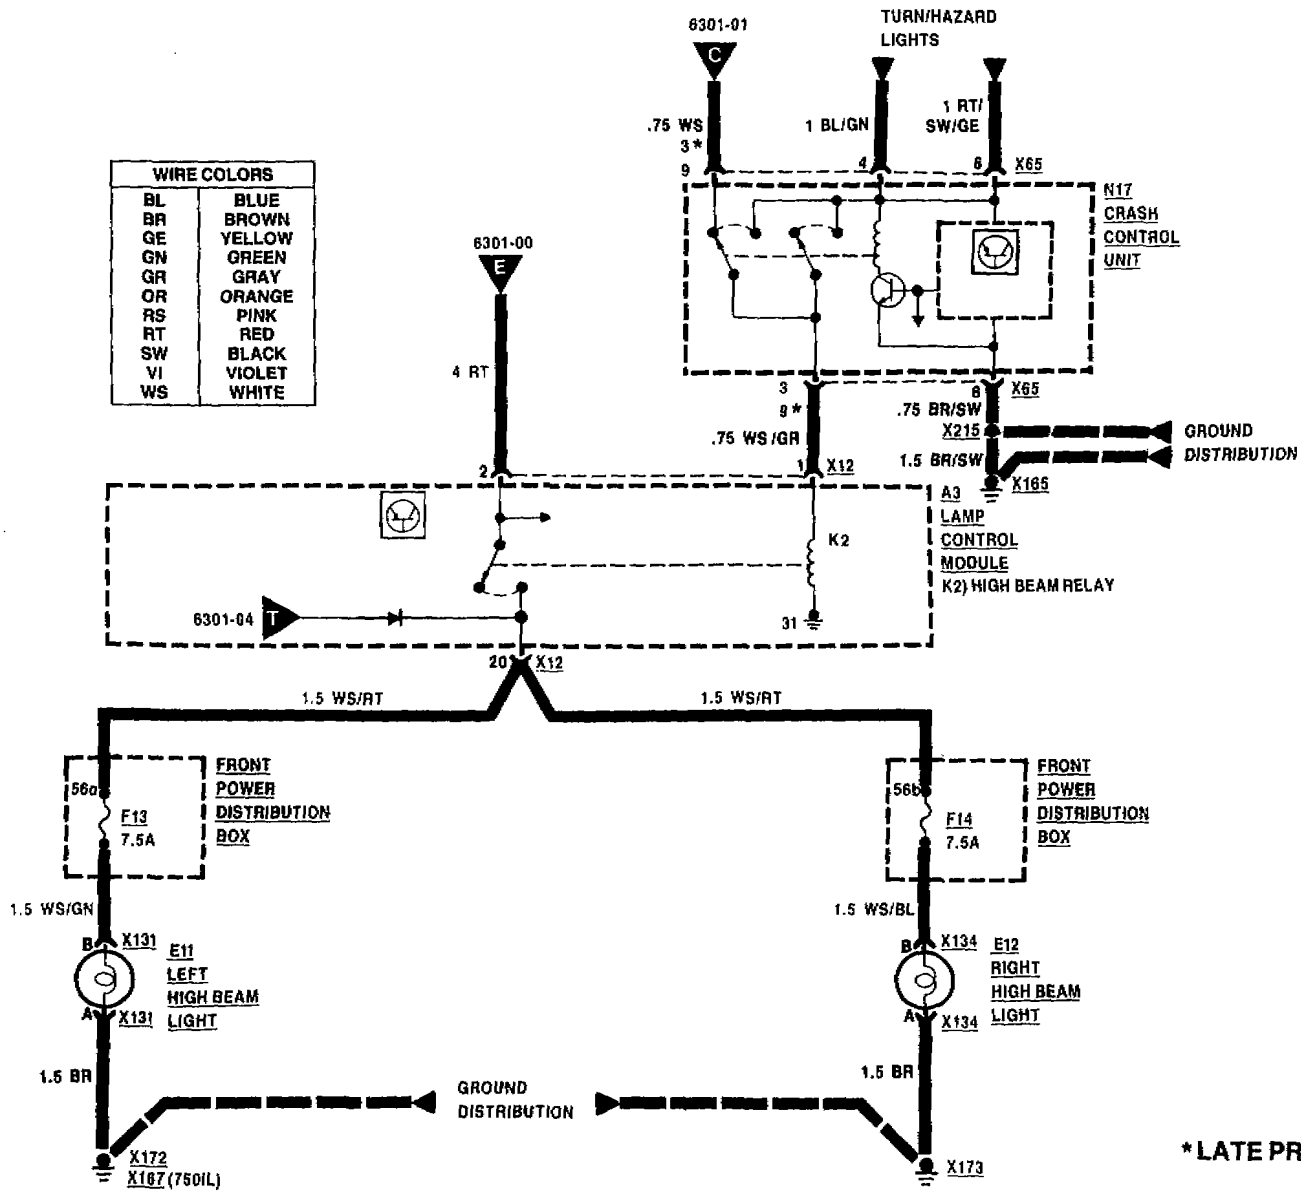 6301-01
TURN/HAZARD
LIGHTS
C
.75 WS
3*
1 BL/GN
1 RT/
SW/GE
9
4
6
X65
WIRE COLORS
BL BLUE
BR BROWN
GE YELLOW
GN GREEN
GR GRAY
OR ORANGE
RS PINK
RT RED
SW BLACK
VI VIOLET
WS WHITE
N17
CRASH
CONTROL
UNIT
6301-00
E
4 RT
3
9*
8
X65
.75 BR/SW
.75 WS/GR
X215
GROUND
DISTRIBUTION
1.5 BR/SW
X165
2
1
X12
A3
LAMP
CONTROL
MODULE
K2) HIGH BEAM RELAY
K2
6301-04
T
31
20
X12
1.5 WS/RT
1.5 WS/RT
FRONT
POWER
DISTRIBUTION
BOX
56a
F13
7.5A
FRONT
POWER
DISTRIBUTION
BOX
56b
F14
7.5A
1.5 WS/GN
1.5 WS/BL
B
X131
E11
LEFT
HIGH BEAM
LIGHT
A
X131
B
X134
E12
RIGHT
HIGH BEAM
LIGHT
A
X134
1.5 BR
1.5 BR
GROUND
DISTRIBUTION
X172
X167 (750iL)
X173
*LATE PR